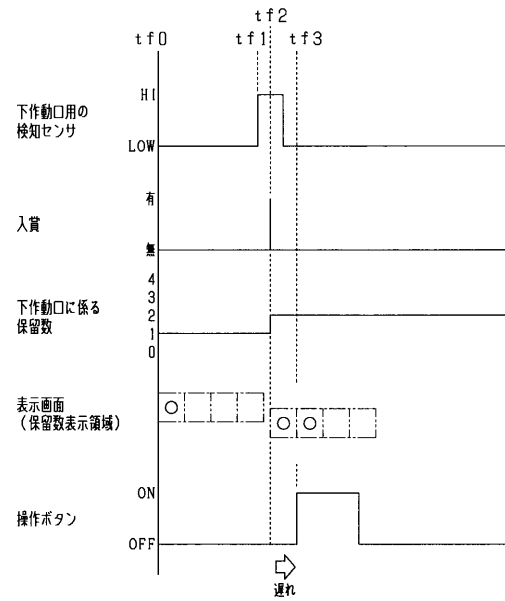 tf2
tf0 tf1 tf3
下作動口用の
検知センサ
HI
LOW
入賞
有
無
下作動口に係る
保留数
4
3
2
1
0
表示画面
(保留数表示領域)
操作ボタン
ON
OFF
遅れ